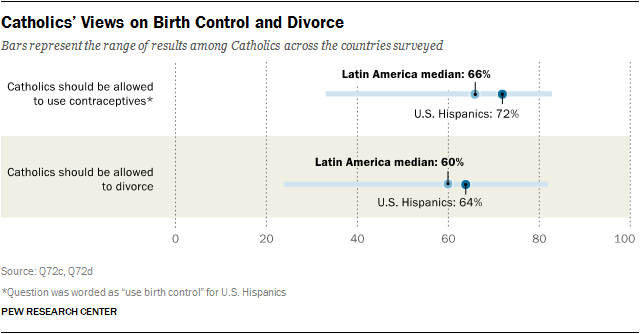 Catholics’ Views on Birth Control and Divorce
Bars represent the range of results among Catholics across the countries surveyed
Catholics should be allowed
to use contraceptives*
Latin America median: 66%
U.S. Hispanics: 72%
Catholics should be allowed
to divorce
Latin America median: 60%
U.S. Hispanics: 64%
0 20 40 60 80 100
Source: Q72c, Q72d
*Question was worded as “use birth control” for U.S. Hispanics
PEW RESEARCH CENTER